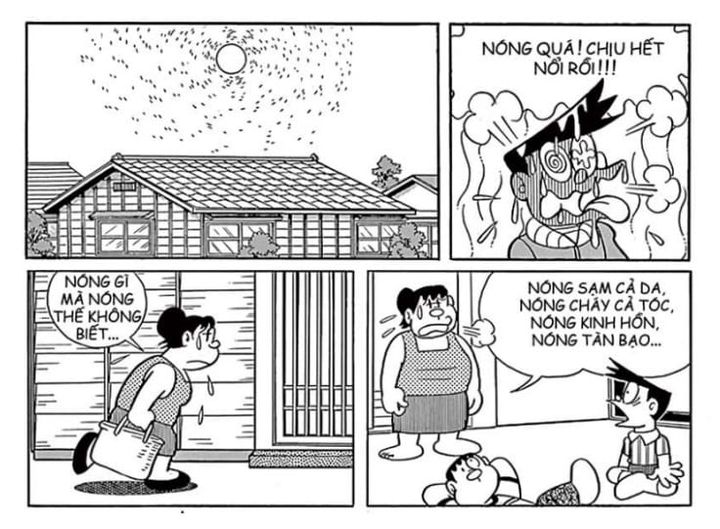 NÓNG QUÁ! CHỊU HẾT
NỔI RỒI!!!
NÓNG GÌ
MÀ NÓNG
THẾ KHÔNG
BIẾT...
NÓNG SẠM CẢ DA,
NÓNG CHÁY CẢ TÓC,
NÓNG KINH HỒN,
NÓNG TÀN BẠO...